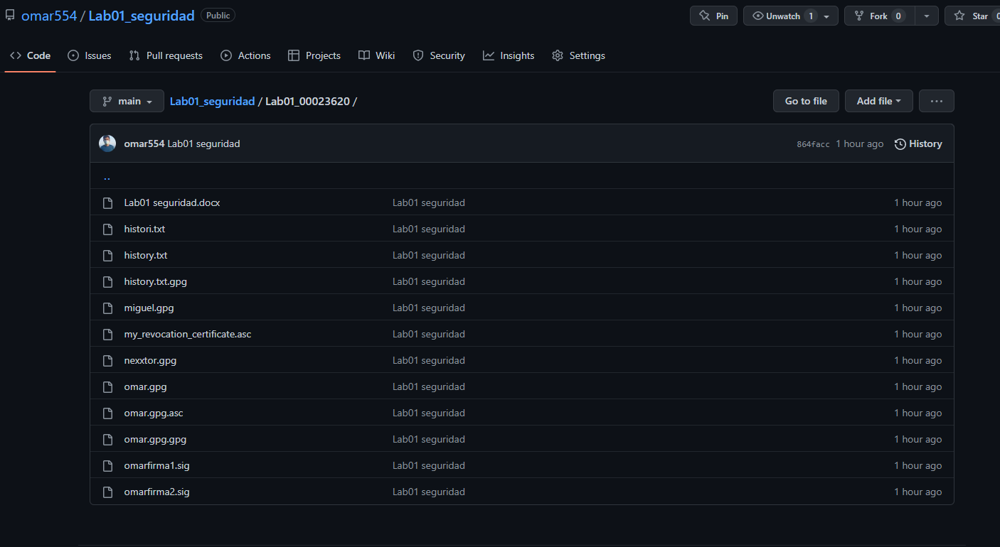 omar554 / Lab01_seguridad Public Pin Unwatch 1 Fork 0 Star 0
Code Issues Pull requests Actions Projects Wiki Security Insights Settings
main Lab01_seguridad / Lab01_00023620 / Go to file Add file ...
omar554 Lab01 seguridad 864facc 1 hour ago History
..
Lab01 seguridad.docx Lab01 seguridad 1 hour ago
histori.txt Lab01 seguridad 1 hour ago
history.txt Lab01 seguridad 1 hour ago
history.txt.gpg Lab01 seguridad 1 hour ago
miguel.gpg Lab01 seguridad 1 hour ago
my_revocation_certificate.asc Lab01 seguridad 1 hour ago
nexxtor.gpg Lab01 seguridad 1 hour ago
omar.gpg Lab01 seguridad 1 hour ago
omar.gpg.asc Lab01 seguridad 1 hour ago
omar.gpg.gpg Lab01 seguridad 1 hour ago
omarfirma1.sig Lab01 seguridad 1 hour ago
omarfirma2.sig Lab01 seguridad 1 hour ago